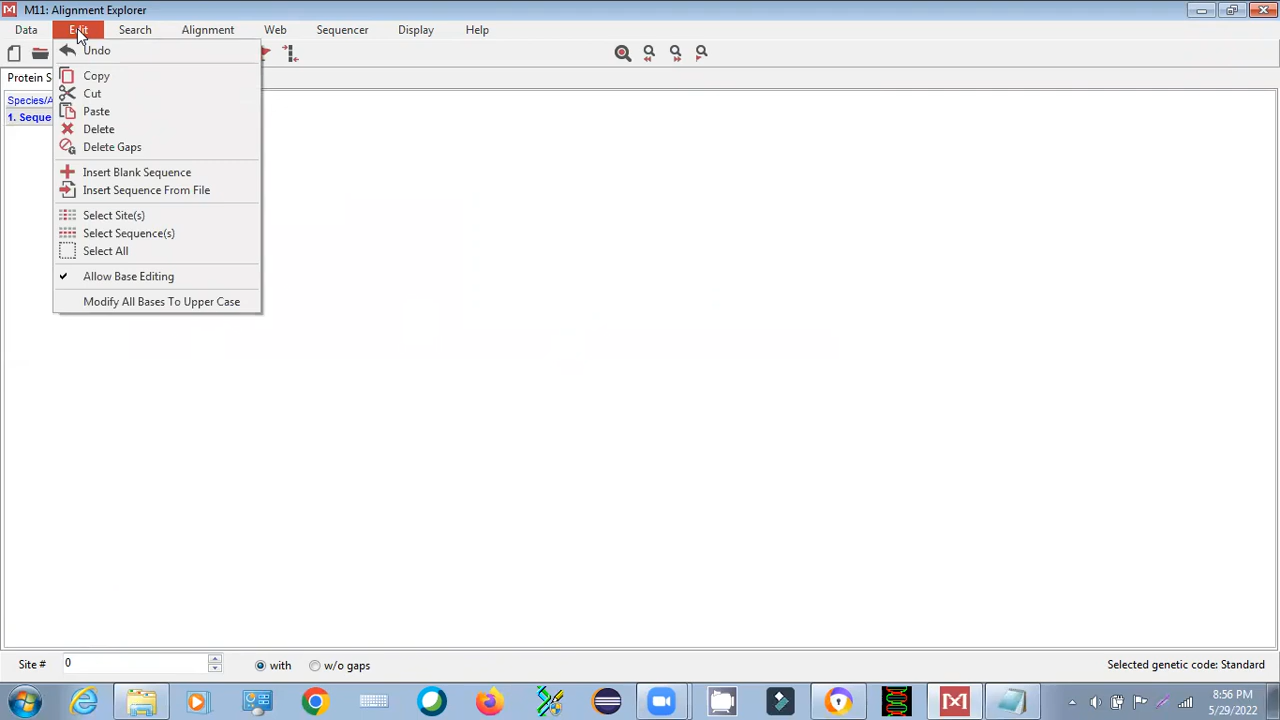 M11: Alignment Explorer
Data Edit Search Alignment Web Sequencer Display Help
Undo
Protein S
Copy
Species/A
Cut
1. Seque
Paste
Delete
Delete Gaps
Insert Blank Sequence
Insert Sequence From File
Select Site(s)
Select Sequence(s)
Select All
Allow Base Editing
Modify All Bases To Upper Case
Site # 0 with w/o gaps Selected genetic code: Standard
8:56 PM
5/29/2022